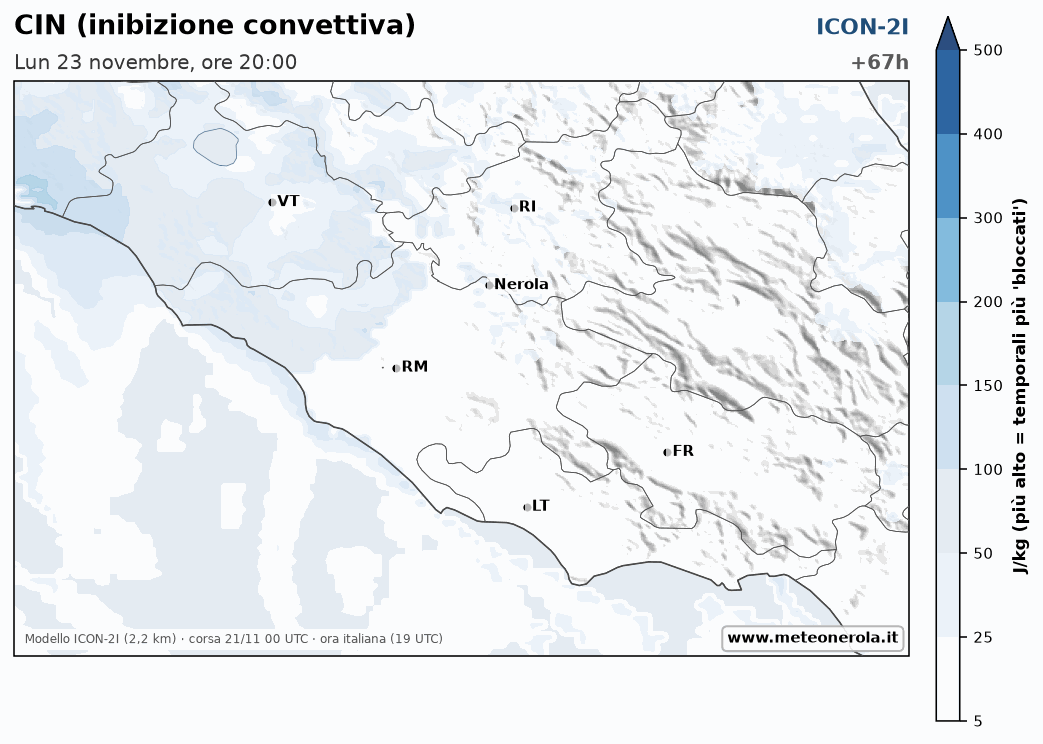 CIN (inibizione convettiva)
ICON-2I
Lun 23 novembre, ore 20:00
+67h
VT
RI
Nerola
RM
FR
LT
Modello ICON-2I (2,2 km) · corsa 21/11 00 UTC · ora italiana (19 UTC)
www.meteonerola.it
500
400
300
200
150
100
50
25
5
J/kg (più alto = temporali più 'bloccati')